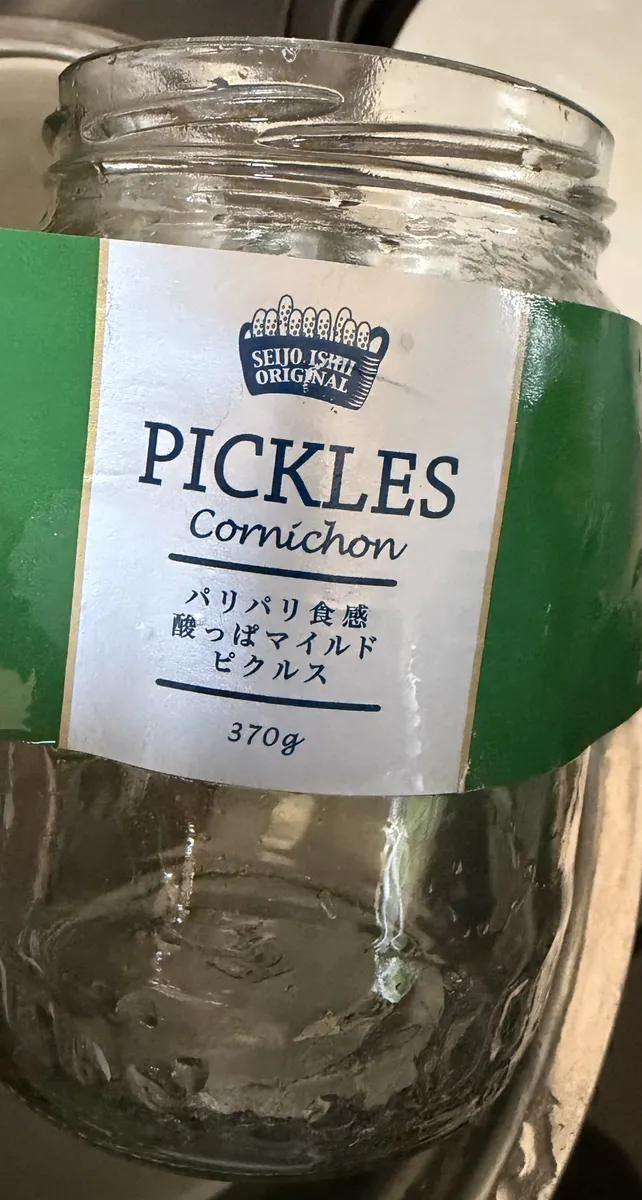 SEIJO ISHII
ORIGINAL
PICKLES
Cornichon
パリパリ食感
酸っぱマイルド
ピクルス
370g